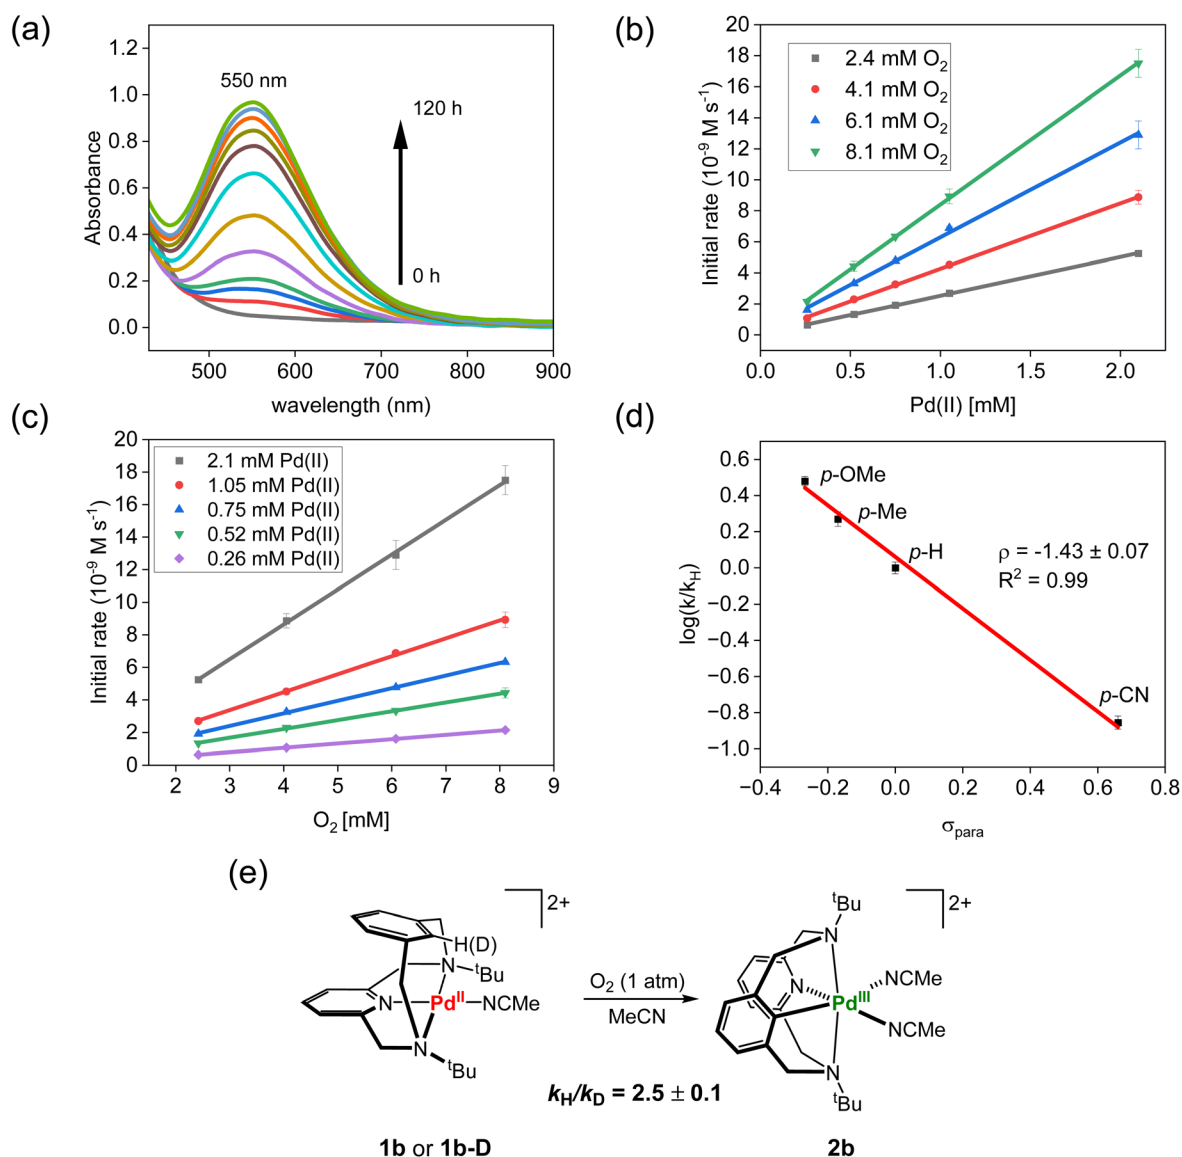 (a)
1.2
1.0
0.8
0.6
0.4
0.2
0.0
Absorbance
550 nm
120 h
0 h
500
600
700
800
900
wavelength (nm)
(b)
20
18
16
14
12
10
8
6
4
2
0
Initial rate (10⁻⁹ M s⁻¹)
2.4 mM O₂
4.1 mM O₂
6.1 mM O₂
8.1 mM O₂
0.0
0.5
1.0
1.5
2.0
Pd(II) [mM]
(c)
20
18
16
14
12
10
8
6
4
2
0
Initial rate (10⁻⁹ M s⁻¹)
2.1 mM Pd(II)
1.05 mM Pd(II)
0.75 mM Pd(II)
0.52 mM Pd(II)
0.26 mM Pd(II)
2
3
4
5
6
7
8
9
O₂ [mM]
(d)
0.6
0.4
0.2
0.0
−0.2
−0.4
−0.6
−0.8
−1.0
log(k/k_H)
p-OMe
p-Me
p-H
ρ = -1.43 ± 0.07
R² = 0.99
p-CN
−0.4
−0.2
0.0
0.2
0.4
0.6
0.8
σ_para
(e)
2+
H(D)
N
ᵗBu
N
Pdᴵᴵ
NCMe
N
ᵗBu
O₂ (1 atm)
MeCN
k_H/k_D = 2.5 ± 0.1
2+
ᵗBu
N
N
NCMe
Pdᴵᴵᴵ
NCMe
N
ᵗBu
1b or 1b-D
2b